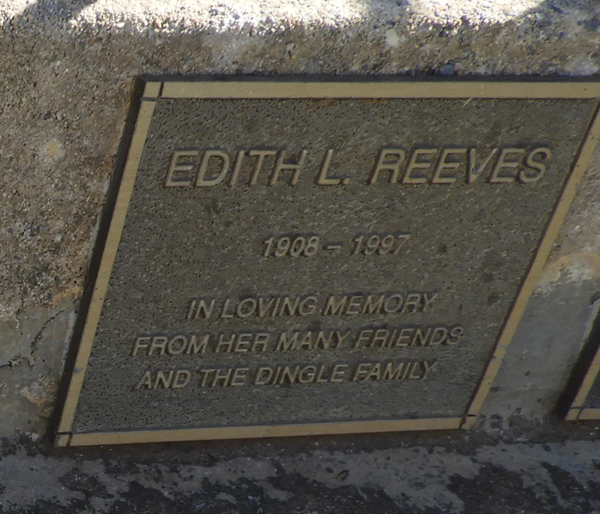 EDITH L. REEVES
1908 – 1997
IN LOVING MEMORY
FROM HER MANY FRIENDS
AND THE DINGLE FAMILY